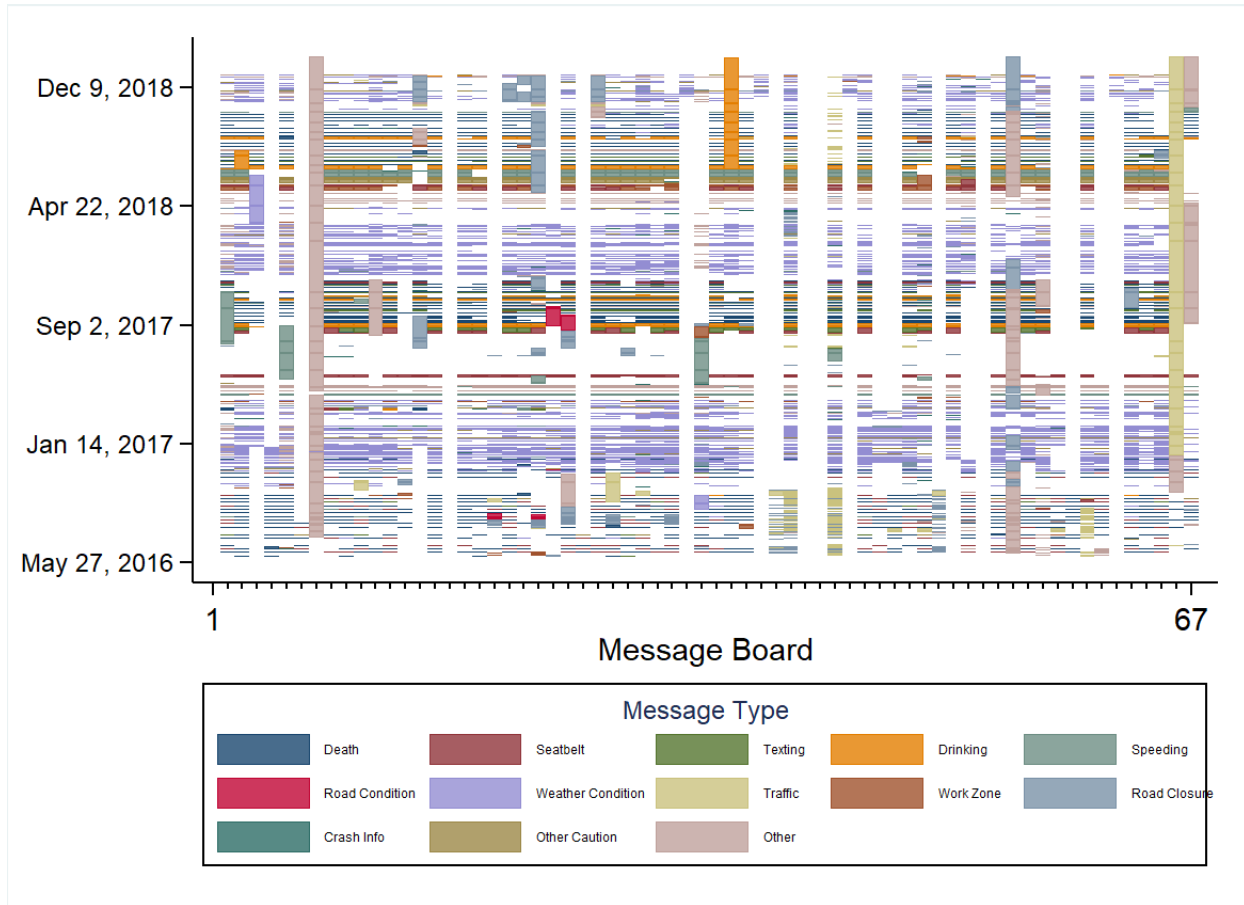 Dec 9, 2018
Apr 22, 2018
Sep 2, 2017
Jan 14, 2017
May 27, 2016
1 67
Message Board
Message Type
Death Seatbelt Texting Drinking Speeding
Road Condition Weather Condition Traffic Work Zone Road Closure
Crash Info Other Caution Other